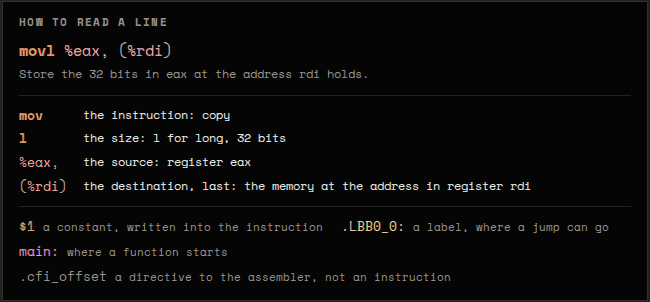 HOW TO READ A LINE
movl %eax, (%rdi)
Store the 32 bits in eax at the address rdi holds.
mov the instruction: copy
l the size: l for long, 32 bits
%eax, the source: register eax
(%rdi) the destination, last: the memory at the address in register rdi
$1 a constant, written into the instruction .LBB0_0: a label, where a jump can go
main: where a function starts
.cfi_offset a directive to the assembler, not an instruction